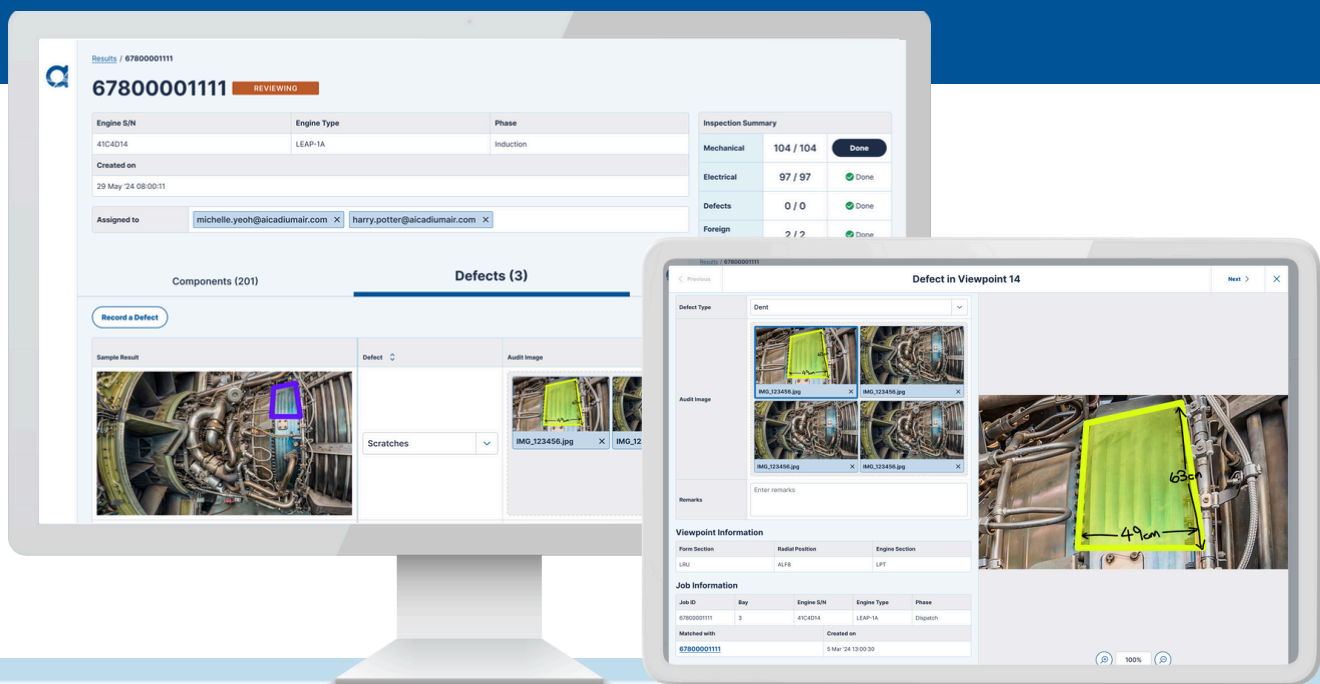 Results / 67800001111
67800001111 REVIEWING
Engine S/N Engine Type Phase
41C4D14 LEAP-1A Induction
Created on
29 May '24 08:00:11
Assigned to michelle.yeoh@aicadiumair.com × harry.potter@aicadiumair.com ×
Inspection Summary
Mechanical 104 / 104 Done
Electrical 97 / 97 Done
Defects 0 / 0 Done
Foreign 2 / 2 Done
Components (201) Defects (3)
Record a Defect
Sample Result Defect Audit Image
Scratches
IMG_123456.jpg × IMG_12
Results / 67800001111
Previous Defect in Viewpoint 14 Next ×
Defect Type Dent
Audit Image
IMG_123456.jpg × IMG_123456.jpg ×
IMG_123456.jpg × IMG_123456.jpg ×
Remarks Enter remarks
Viewpoint Information
Form Section Radial Position Engine Section
LRU ALF8 LPT
Job Information
Job ID Bay Engine S/N Engine Type Phase
67800001111 3 41C4D14 LEAP-1A Dispatch
Matched with Created on
67800001111 5 Mar '24 13:00:30
63cm
49cm
100%